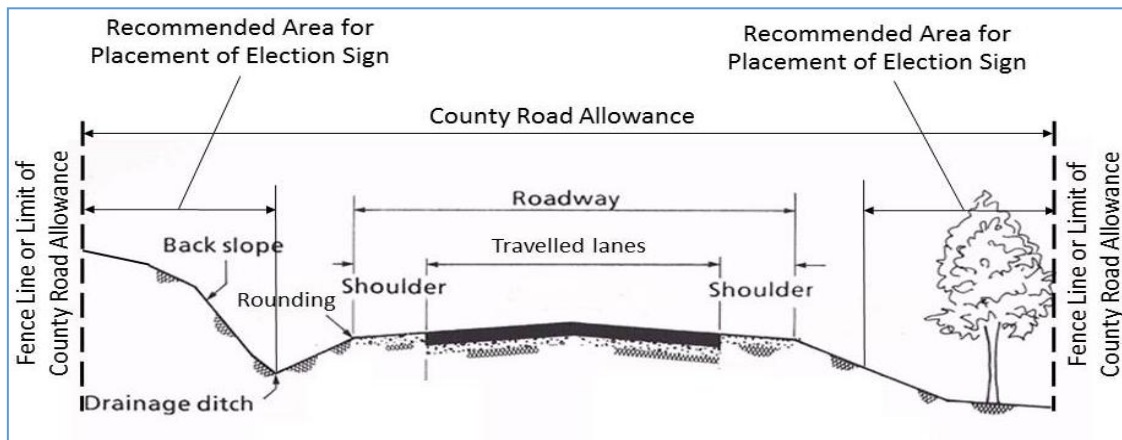 Recommended Area for
Placement of Election Sign
Recommended Area for
Placement of Election Sign
County Road Allowance
Fence Line or Limit of
County Road Allowance
Fence Line or Limit of
County Road Allowance
Roadway
Back slope
Travelled lanes
Rounding
Shoulder
Shoulder
Drainage ditch